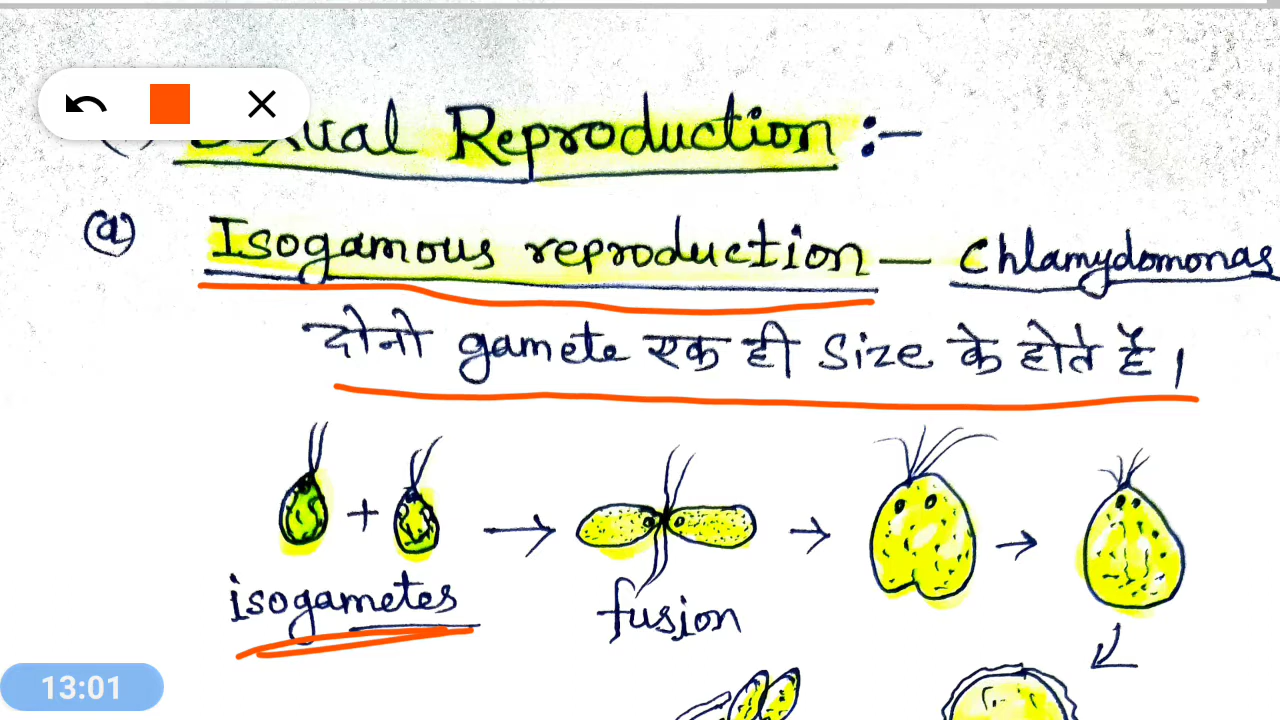 Reproduction :-
(a) Isogamous reproduction — Chlamydomonas
दोनो gamete एक ही Size के होते हैं।
+
isogametes
fusion
13:01